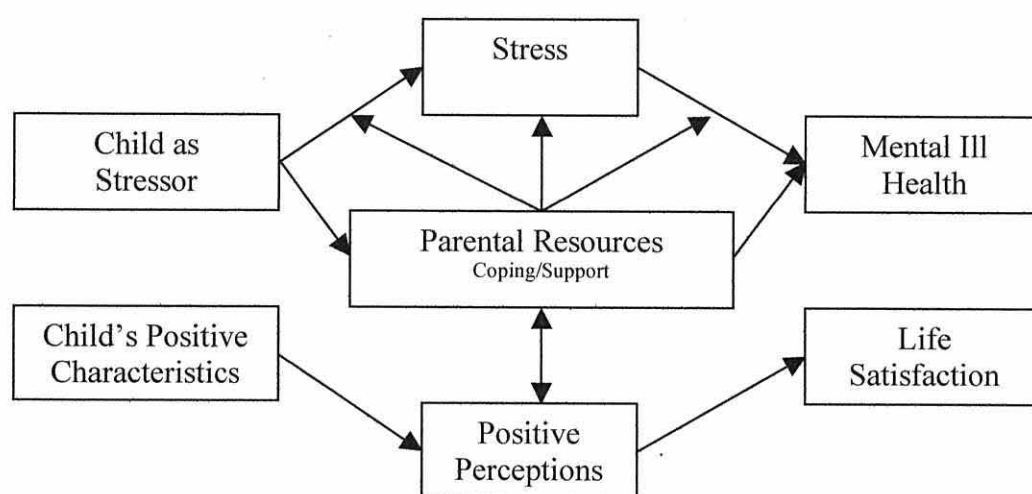 Stress
Child as
Stressor
Mental Ill
Health
Parental Resources
Coping/Support
Child’s Positive
Characteristics
Life
Satisfaction
Positive
Perceptions